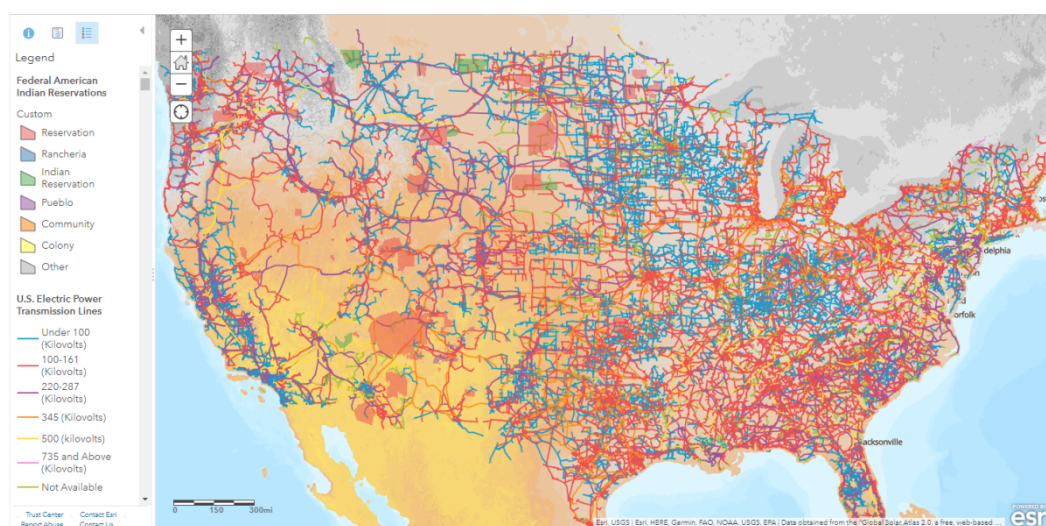 Legend
Federal American
Indian Reservations
Custom
Reservation
Rancheria
Indian
Reservation
Pueblo
Community
Colony
Other
U.S. Electric Power
Transmission Lines
Under 100
(Kilovolts)
100-161
(Kilovolts)
220-287
(Kilovolts)
345 (Kilovolts)
500 (kilovolts)
735 and Above
(Kilovolts)
Not Available
Trust Center Contact Esri
Report Abuse Contact Us
+
−
delphia
orfolk
acksonville
0 150 300mi
Esri, USGS | Esri, HERE, Garmin, FAO, NOAA, USGS, EPA | Data obtained from the "Global Solar Atlas 2.0, a free, web-based ...
POWERED BY
esri